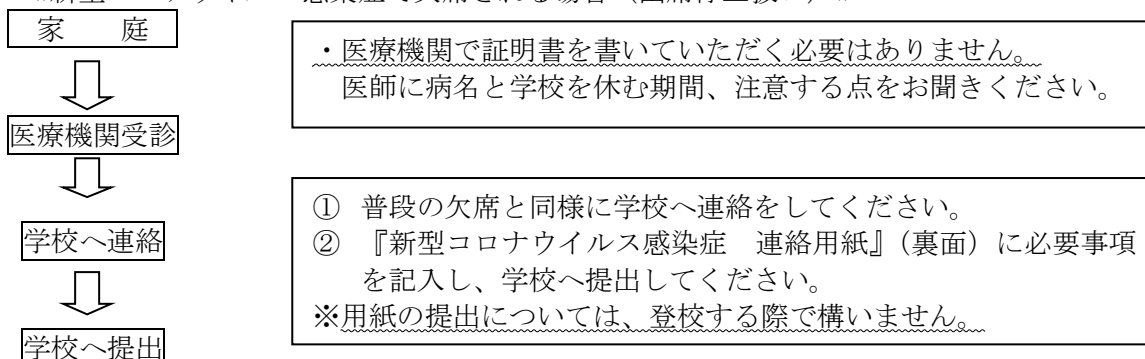 家　　庭
・医療機関で証明書を書いていただく必要はありません。
医師に病名と学校を休む期間、注意する点をお聞きください。
医療機関受診
学校へ連絡
① 普段の欠席と同様に学校へ連絡をしてください。
② 『新型コロナウイルス感染症　連絡用紙』（裏面）に必要事項
を記入し、学校へ提出してください。
※用紙の提出については、登校する際で構いません。
学校へ提出